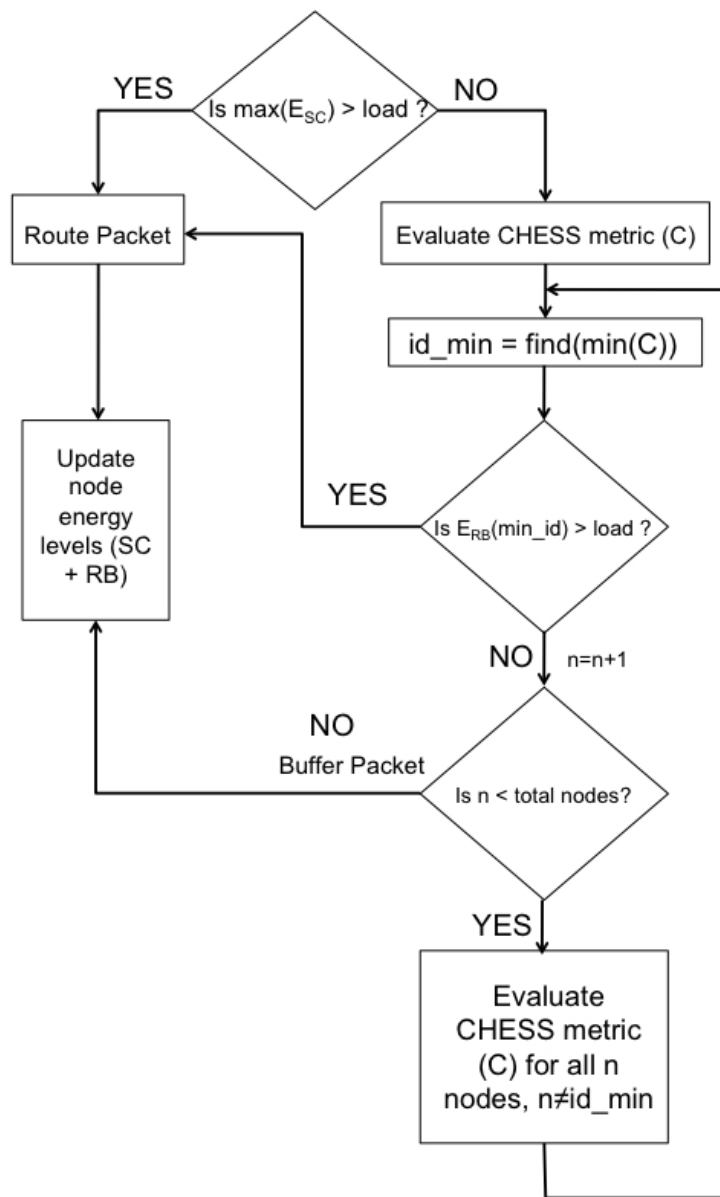 YES
Is max(E_SC) > load ?
NO
Route Packet
Evaluate CHESS metric (C)
id_min = find(min(C))
Update
node
energy
levels (SC
+ RB)
YES
Is E_RB(min_id) > load ?
NO
n=n+1
NO
Buffer Packet
Is n < total nodes?
YES
Evaluate
CHESS metric
(C) for all n
nodes, n≠id_min